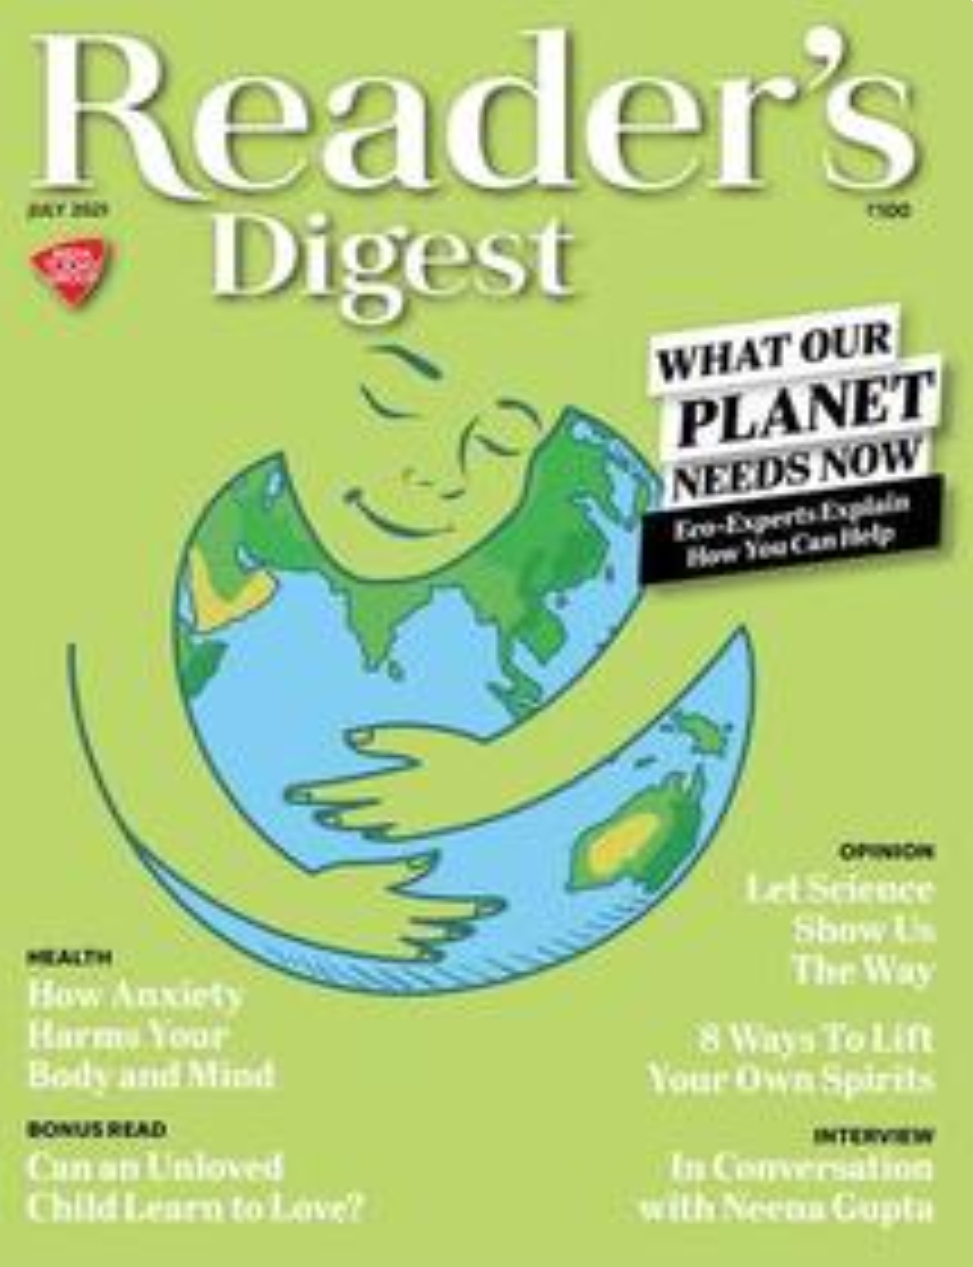 Reader's
JULY 2021
₹100
Digest
WHAT OUR
PLANET
NEEDS NOW
Eco-Experts Explain
How You Can Help
OPINION
Let Science
Show Us
The Way
8 Ways To Lift
Your Own Spirits
INTERVIEW
In Conversation
with Neena Gupta
HEALTH
How Anxiety
Harms Your
Body and Mind
BONUS READ
Can an Unloved
Child Learn to Love?